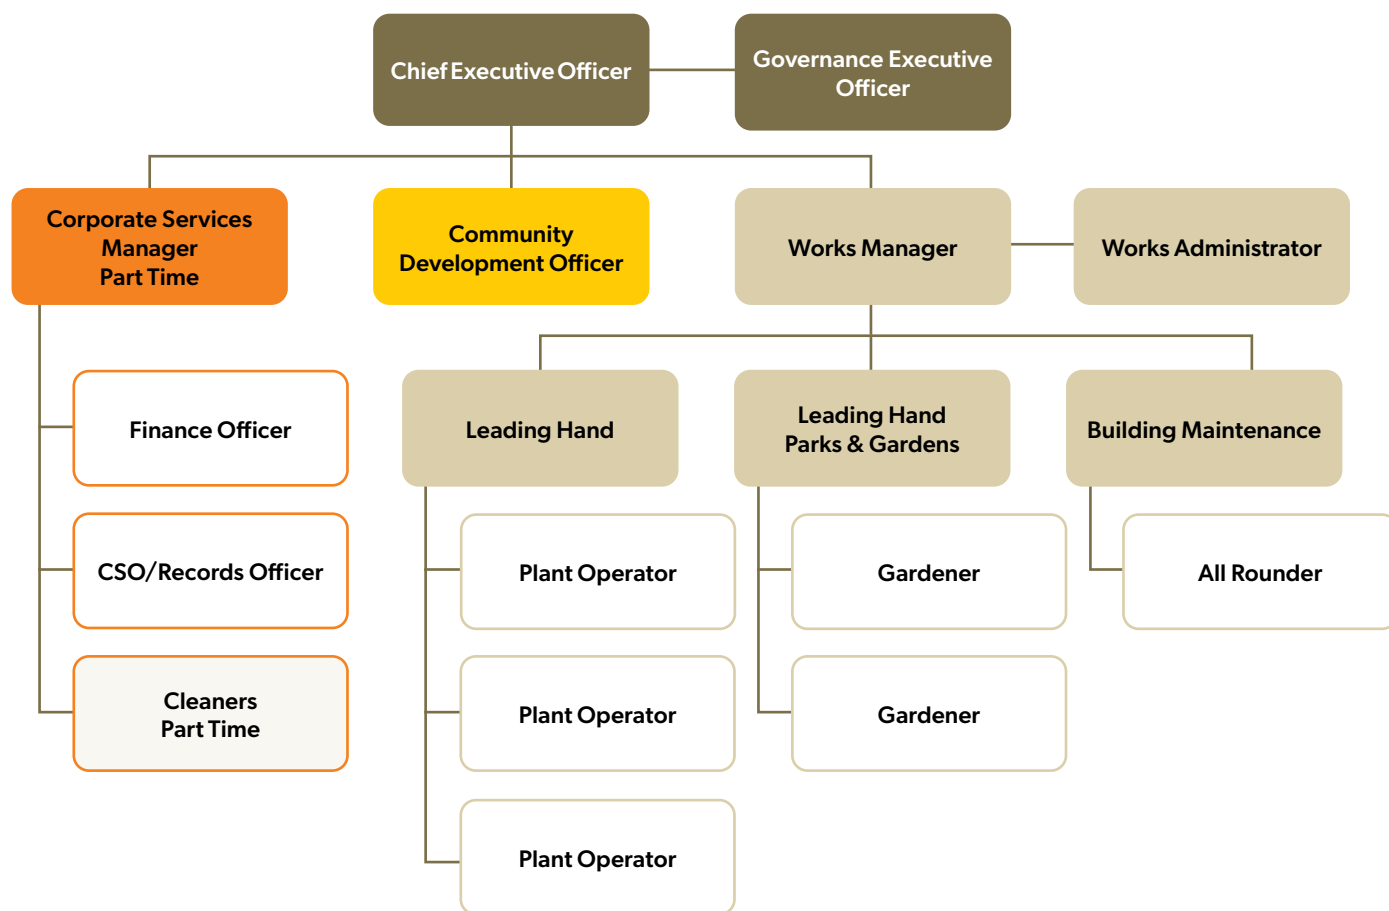 Chief Executive Officer
Governance Executive
Officer
Corporate Services
Manager
Part Time
Community
Development Officer
Works Manager
Works Administrator
Finance Officer
Leading Hand
Leading Hand
Parks & Gardens
Building Maintenance
CSO/Records Officer
Plant Operator
Gardener
All Rounder
Cleaners
Part Time
Plant Operator
Gardener
Plant Operator